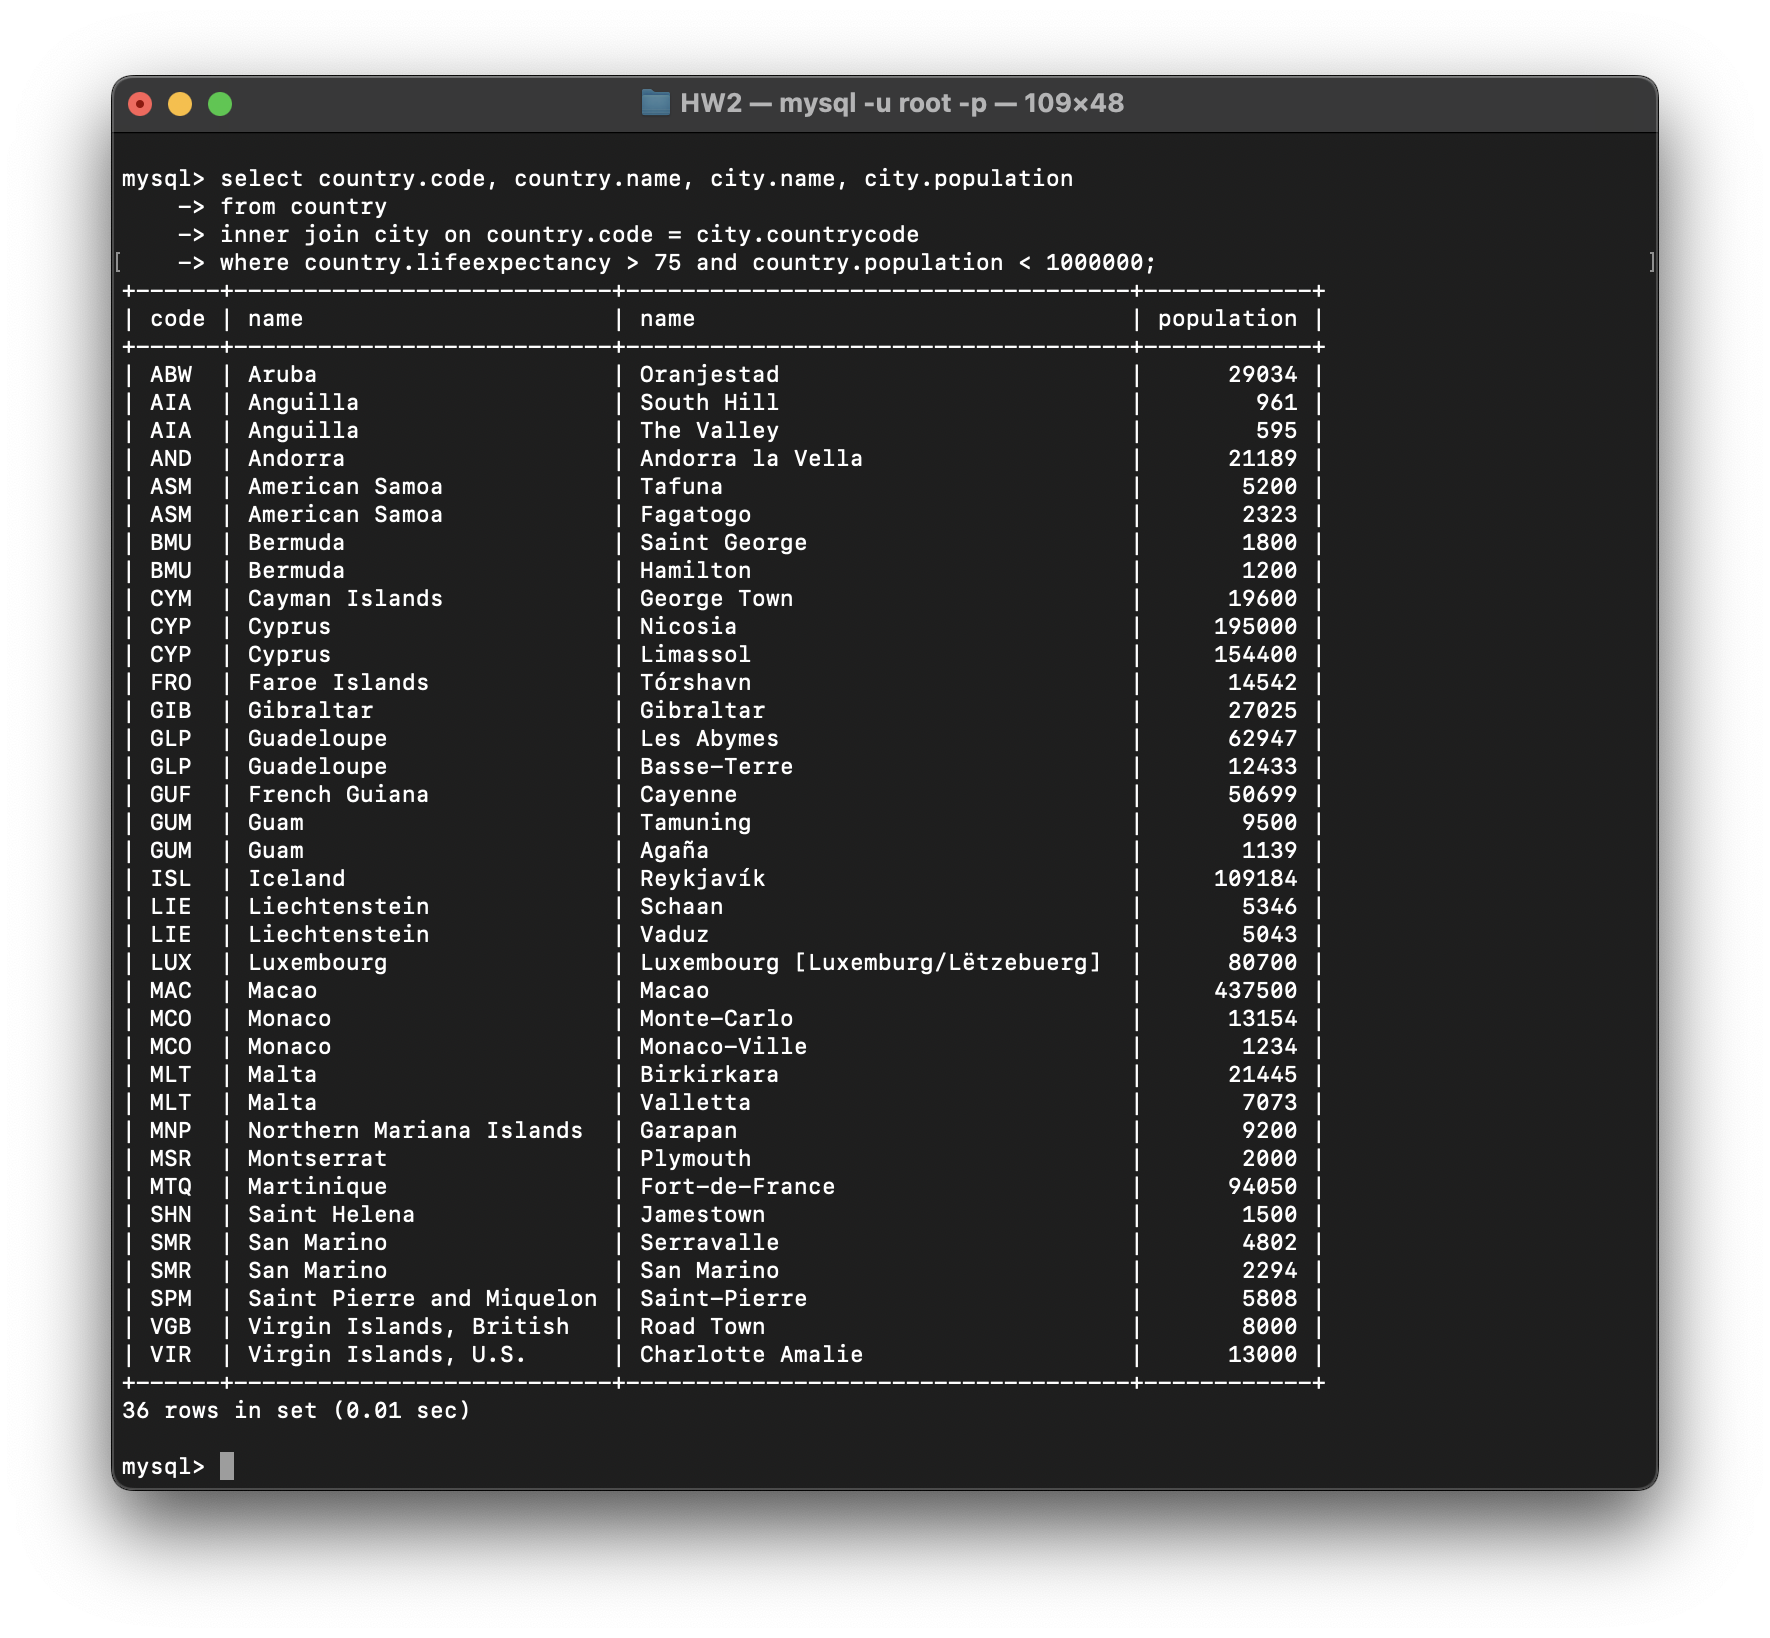 HW2 — mysql -u root -p — 109×48
mysql> select country.code, country.name, city.name, city.population
    -> from country
    -> inner join city on country.code = city.countrycode
[    -> where country.lifeexpectancy > 75 and country.population < 1000000;                                   ]
+------+---------------------------+------------------------------------+------------+
| code | name                      | name                               | population |
+------+---------------------------+------------------------------------+------------+
| ABW  | Aruba                     | Oranjestad                         |      29034 |
| AIA  | Anguilla                  | South Hill                         |        961 |
| AIA  | Anguilla                  | The Valley                         |        595 |
| AND  | Andorra                   | Andorra la Vella                   |      21189 |
| ASM  | American Samoa            | Tafuna                             |       5200 |
| ASM  | American Samoa            | Fagatogo                           |       2323 |
| BMU  | Bermuda                   | Saint George                       |       1800 |
| BMU  | Bermuda                   | Hamilton                           |       1200 |
| CYM  | Cayman Islands            | George Town                        |      19600 |
| CYP  | Cyprus                    | Nicosia                            |     195000 |
| CYP  | Cyprus                    | Limassol                           |     154400 |
| FRO  | Faroe Islands             | Tórshavn                           |      14542 |
| GIB  | Gibraltar                 | Gibraltar                          |      27025 |
| GLP  | Guadeloupe                | Les Abymes                         |      62947 |
| GLP  | Guadeloupe                | Basse-Terre                        |      12433 |
| GUF  | French Guiana             | Cayenne                            |      50699 |
| GUM  | Guam                      | Tamuning                           |       9500 |
| GUM  | Guam                      | Agaña                              |       1139 |
| ISL  | Iceland                   | Reykjavík                          |     109184 |
| LIE  | Liechtenstein             | Schaan                             |       5346 |
| LIE  | Liechtenstein             | Vaduz                              |       5043 |
| LUX  | Luxembourg                | Luxembourg [Luxemburg/Lëtzebuerg]  |      80700 |
| MAC  | Macao                     | Macao                              |     437500 |
| MCO  | Monaco                    | Monte-Carlo                        |      13154 |
| MCO  | Monaco                    | Monaco-Ville                       |       1234 |
| MLT  | Malta                     | Birkirkara                         |      21445 |
| MLT  | Malta                     | Valletta                           |       7073 |
| MNP  | Northern Mariana Islands  | Garapan                            |       9200 |
| MSR  | Montserrat                | Plymouth                           |       2000 |
| MTQ  | Martinique                | Fort-de-France                     |      94050 |
| SHN  | Saint Helena              | Jamestown                          |       1500 |
| SMR  | San Marino                | Serravalle                         |       4802 |
| SMR  | San Marino                | San Marino                         |       2294 |
| SPM  | Saint Pierre and Miquelon | Saint-Pierre                       |       5808 |
| VGB  | Virgin Islands, British   | Road Town                          |       8000 |
| VIR  | Virgin Islands, U.S.      | Charlotte Amalie                   |      13000 |
+------+---------------------------+------------------------------------+------------+
36 rows in set (0.01 sec)
mysql>